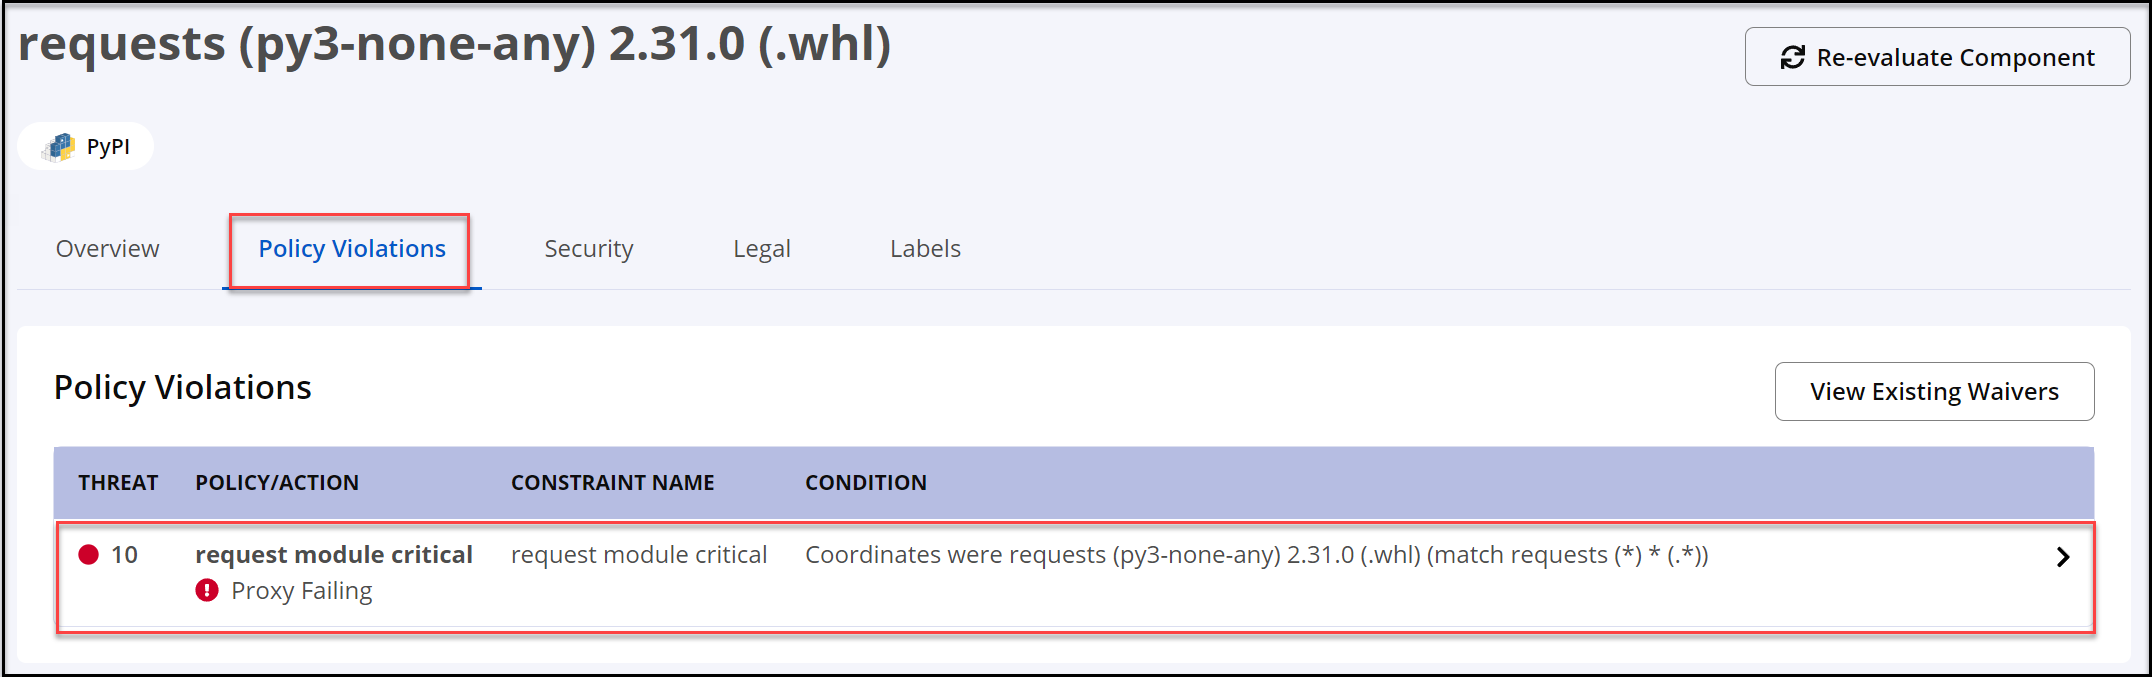 requests (py3-none-any) 2.31.0 (.whl)
Re-evaluate Component
PyPI
Overview
Policy Violations
Security
Legal
Labels
Policy Violations
View Existing Waivers
THREAT POLICY/ACTION CONSTRAINT NAME CONDITION
10 request module critical request module critical Coordinates were requests (py3-none-any) 2.31.0 (.whl) (match requests (*) * (.*))
Proxy Failing